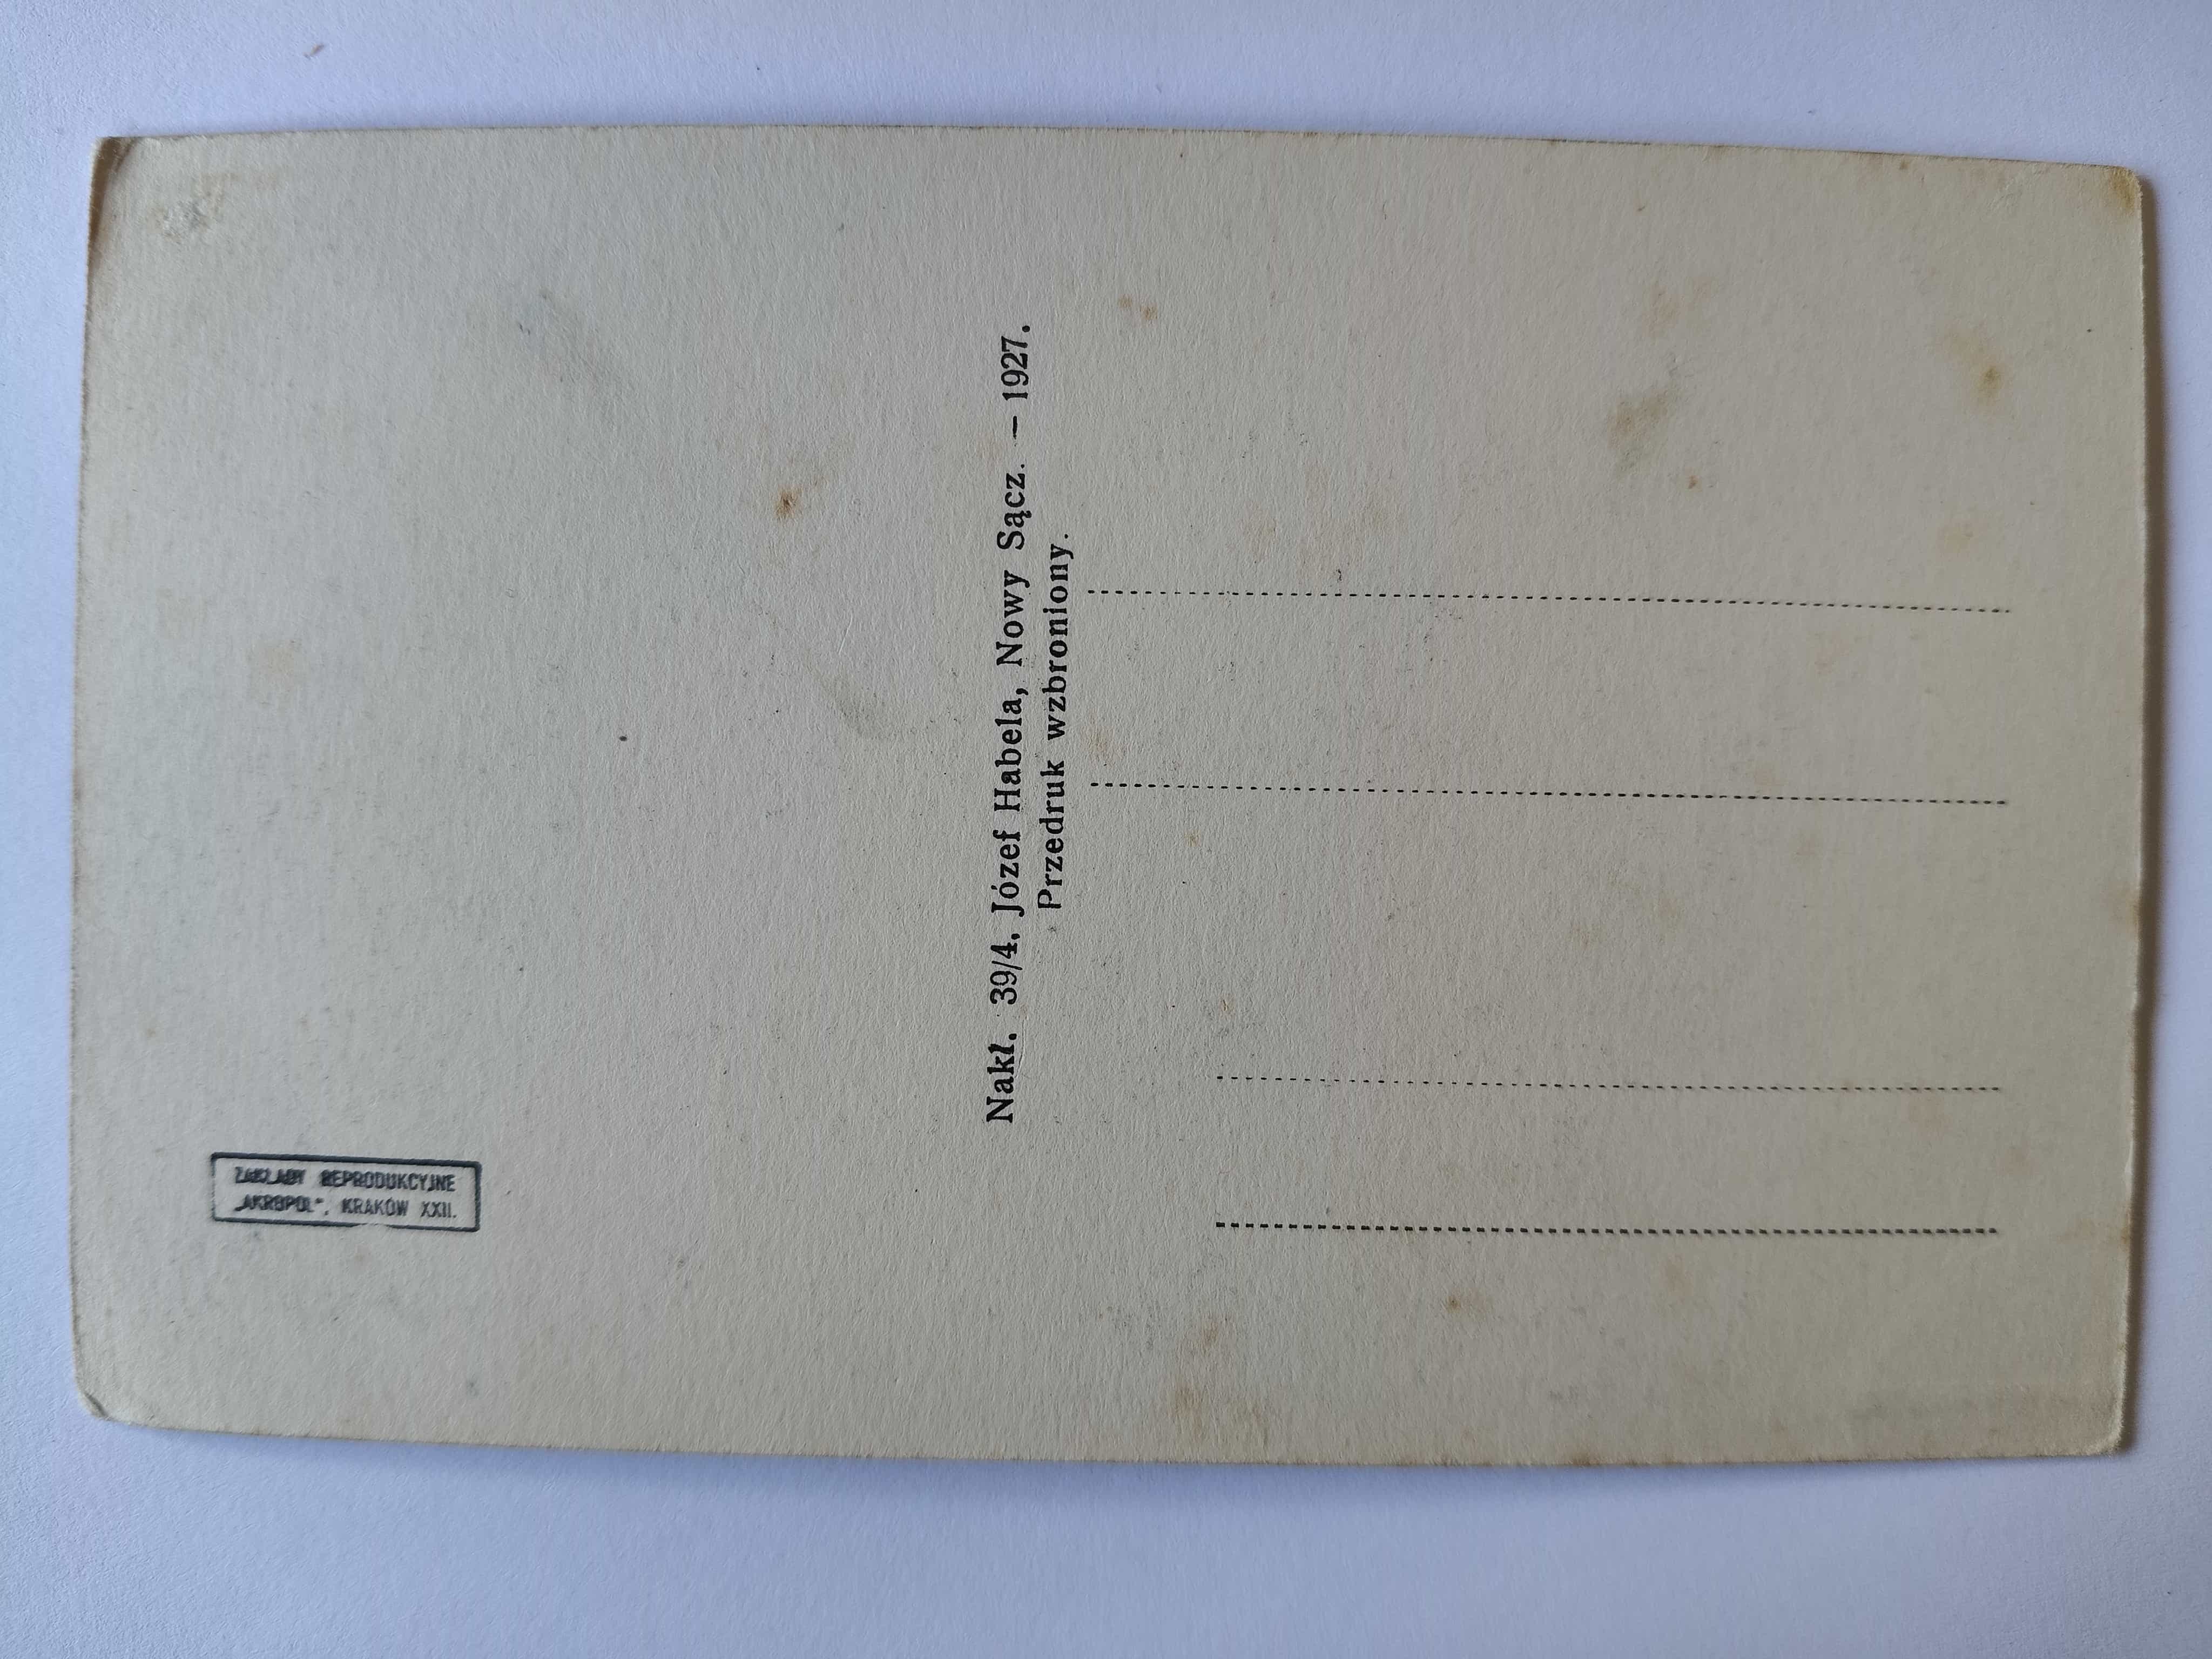 Nakł. 39/4, Józef Habela, Nowy Sącz. — 1927.
Przedruk wzbroniony.
ZAKŁADY REPRODUKCYJNE
„AKROPOL", KRAKÓW XXII.